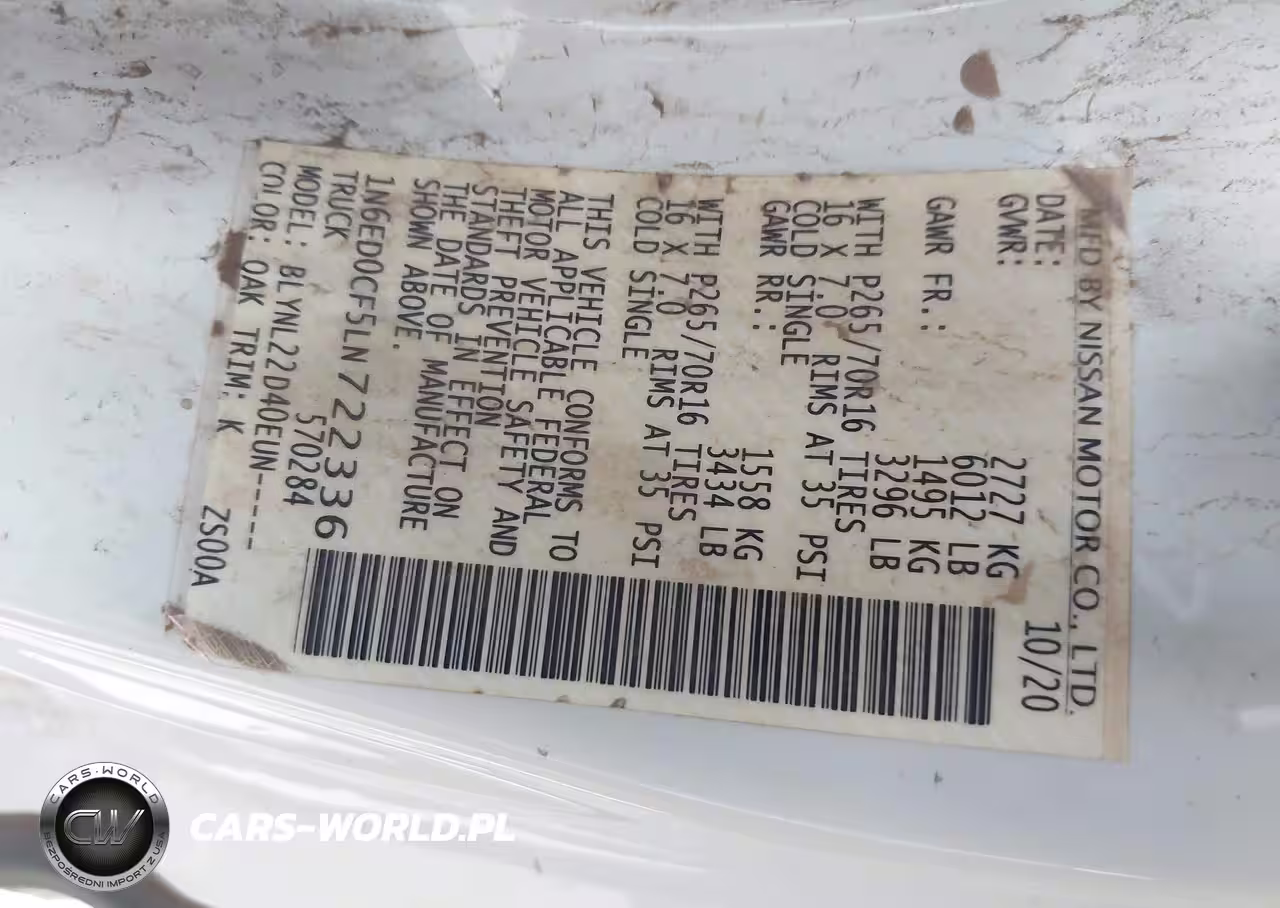 MFD BY NISSAN MOTOR CO., LTD.
DATE: 10/20
GVWR: 2727 KG
6012 LB
GAWR FR.: 1495 KG
3296 LB
WITH P265/70R16 TIRES
16 X 7.0 RIMS AT 35 PSI
COLD SINGLE
GAWR RR.: 1558 KG
3434 LB
WITH P265/70R16 TIRES
16 X 7.0 RIMS AT 35 PSI
COLD SINGLE
THIS VEHICLE CONFORMS TO
ALL APPLICABLE FEDERAL
MOTOR VEHICLE SAFETY AND
THEFT PREVENTION
STANDARDS IN EFFECT ON
THE DATE OF MANUFACTURE
SHOWN ABOVE.
1N6ED0CF5LN722336
TRUCK 570284
MODEL: BLYNL22D40EUN-----
COLOR: QAK TRIM: K ZS00A
CARS-WORLD
CW
BEZPOŚREDNI IMPORT Z USA
CARS-WORLD.PL